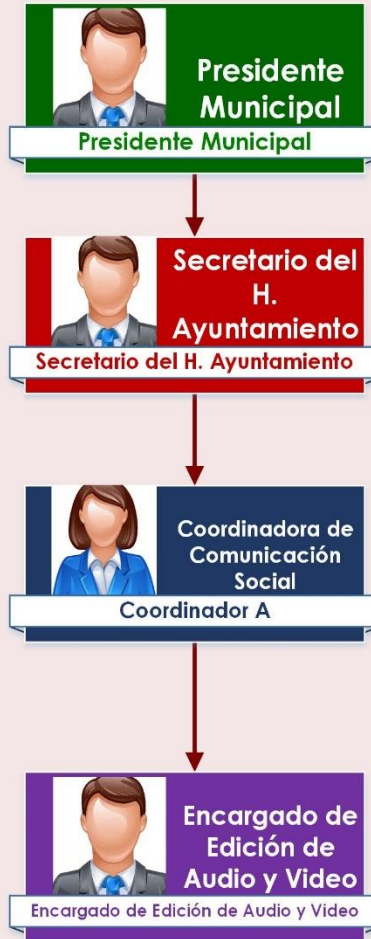 Presidente
Municipal
Presidente Municipal
Secretario del
H.
Ayuntamiento
Secretario del H. Ayuntamiento
Coordinadora de
Comunicación
Social
Coordinador A
Encargado de
Edición de
Audio y Video
Encargado de Edición de Audio y Video